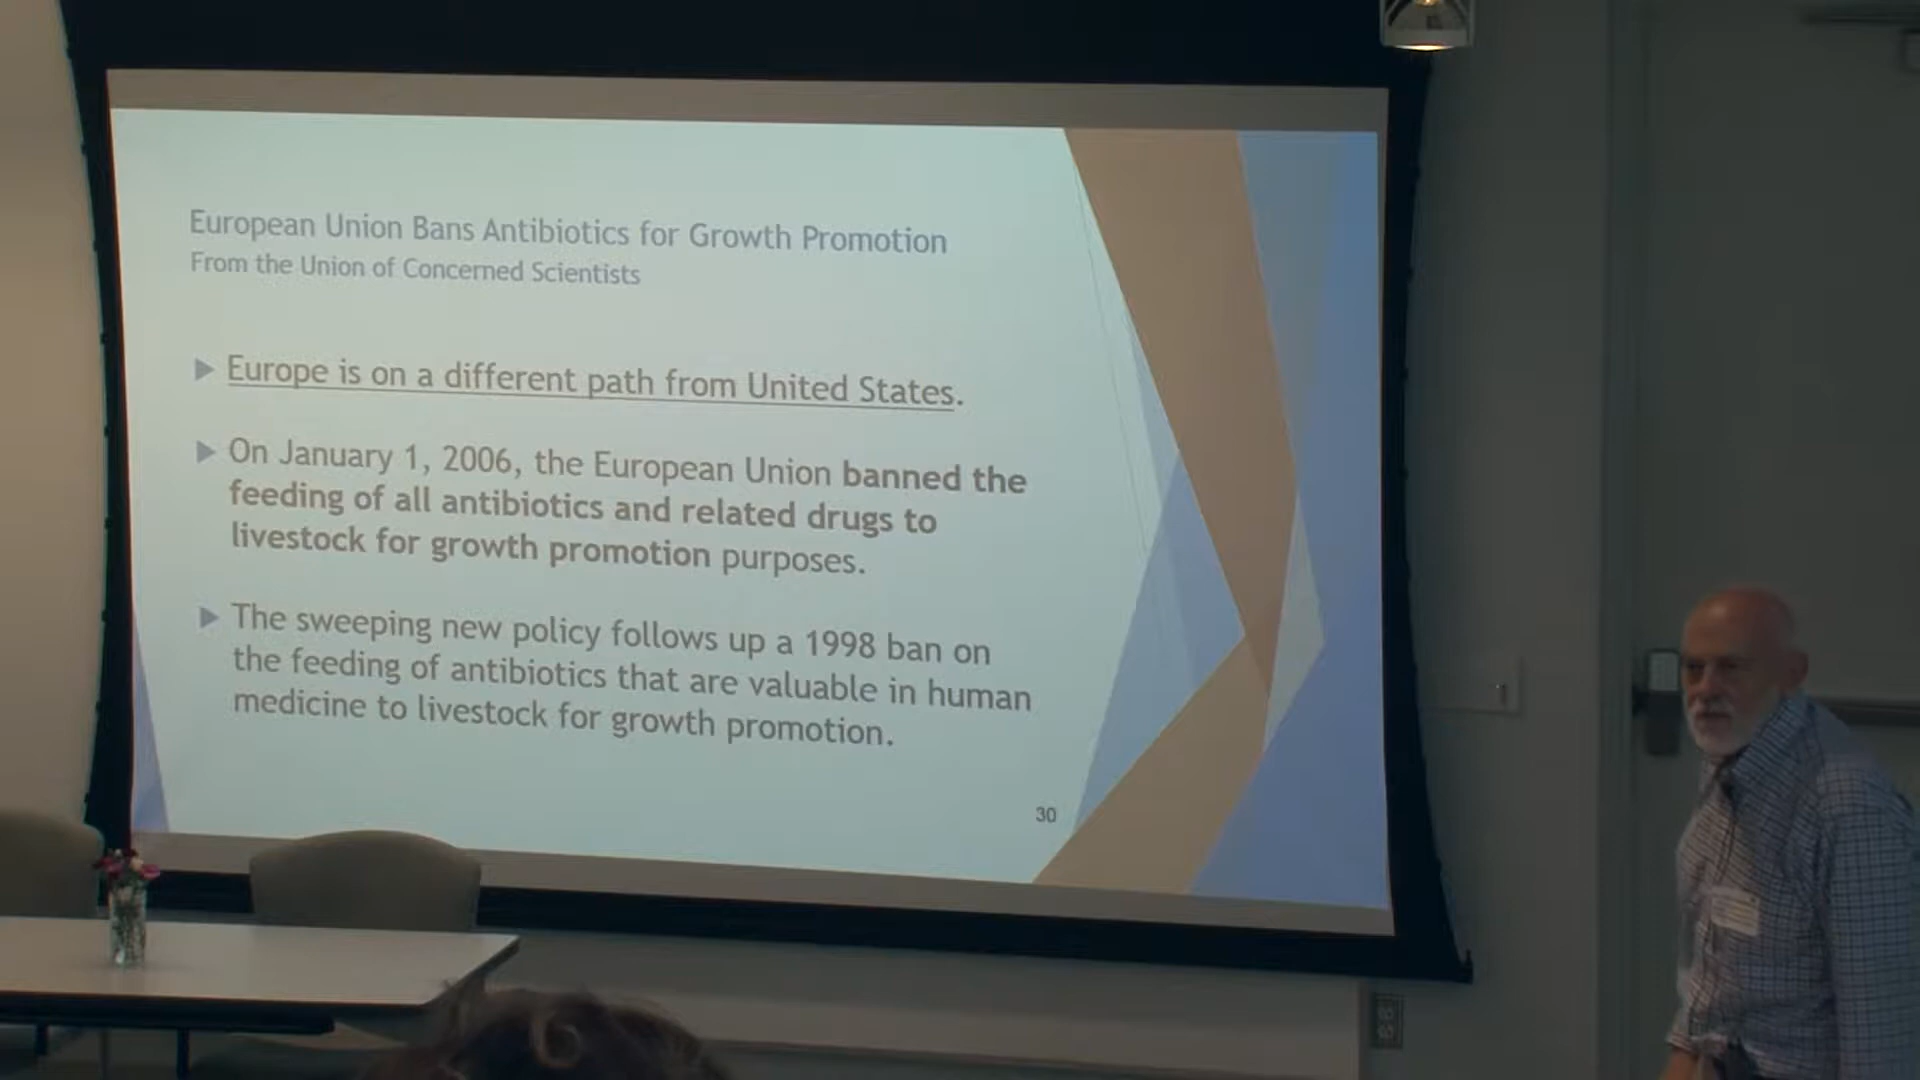 European Union Bans Antibiotics for Growth Promotion
From the Union of Concerned Scientists
Europe is on a different path from United States.
On January 1, 2006, the European Union banned the
feeding of all antibiotics and related drugs to
livestock for growth promotion purposes.
The sweeping new policy follows up a 1998 ban on
the feeding of antibiotics that are valuable in human
medicine to livestock for growth promotion.
30